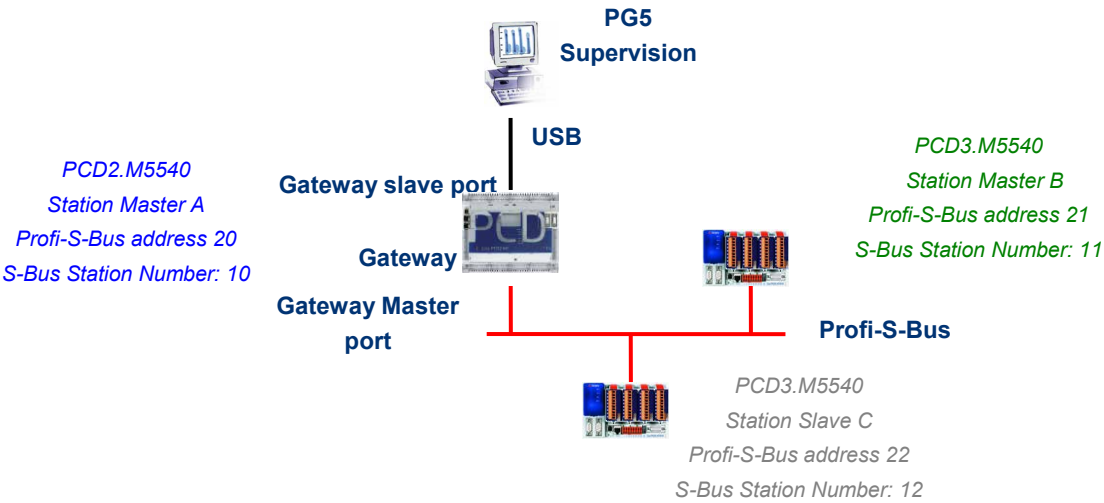 PG5
Supervision
USB
PCD2.M5540
Station Master A
Profi-S-Bus address 20
S-Bus Station Number: 10
Gateway slave port
PCD
Gateway
Gateway Master
port
PCD3.M5540
Station Master B
Profi-S-Bus address 21
S-Bus Station Number: 11
Profi-S-Bus
PCD3.M5540
Station Slave C
Profi-S-Bus address 22
S-Bus Station Number: 12